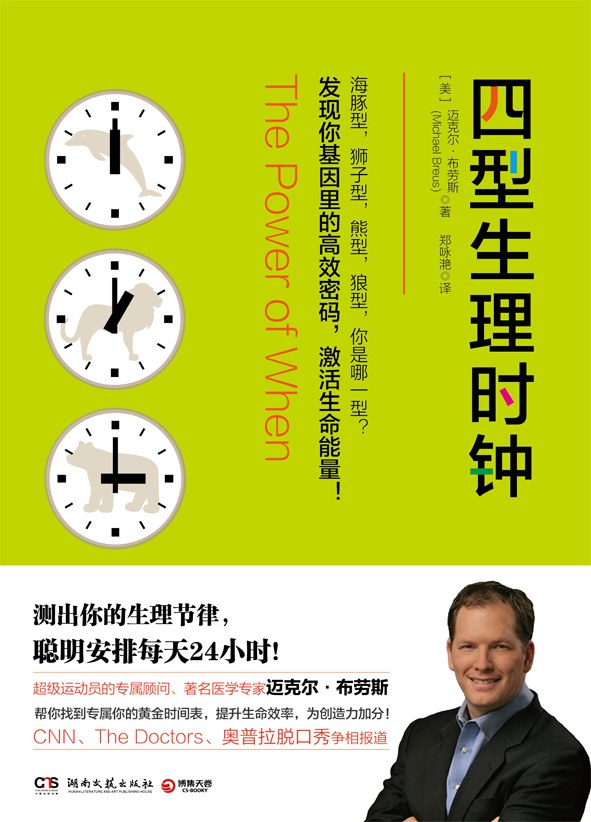 四型生理时钟
[美] 迈克尔·布劳斯◎著 郑咏滟◎译
(Michael Breus)
海豚型，狮子型，熊型，狼型，你是哪一型？
发现你基因里的高效密码，激活生命能量！
The Power of When
测出你的生理节律，
聪明安排每天24小时！
超级运动员的专属顾问、著名医学专家迈克尔·布劳斯
帮你找到专属你的黄金时间表，提升生命效率，为创造力加分！
CNN、The Doctors、奥普拉脱口秀争相报道
湖南文艺出版社
HUNAN LITERATURE AND ART PUBLISHING HOUSE
博集天卷
CS-BOOKY